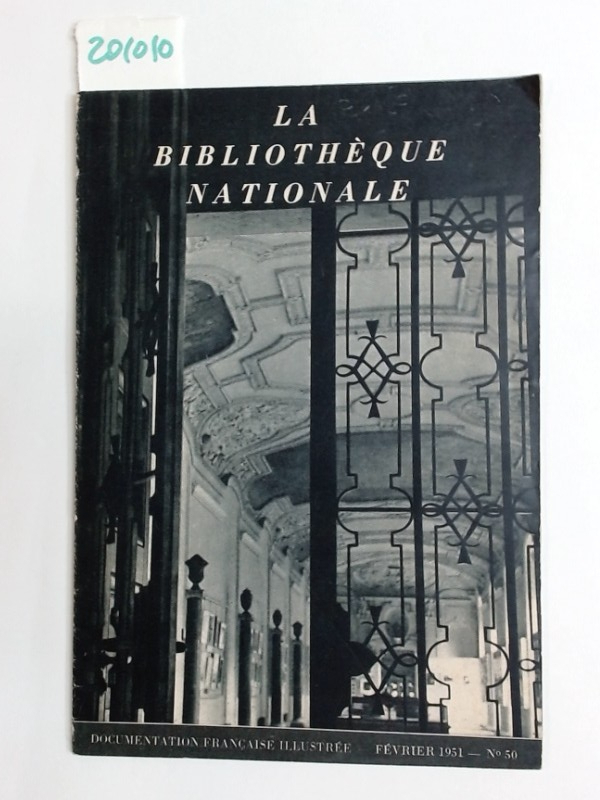 201010
LA
BIBLIOTHÈQUE
NATIONALE
DOCUMENTATION FRANÇAISE ILLUSTRÉE FÉVRIER 1951 — Nº 50